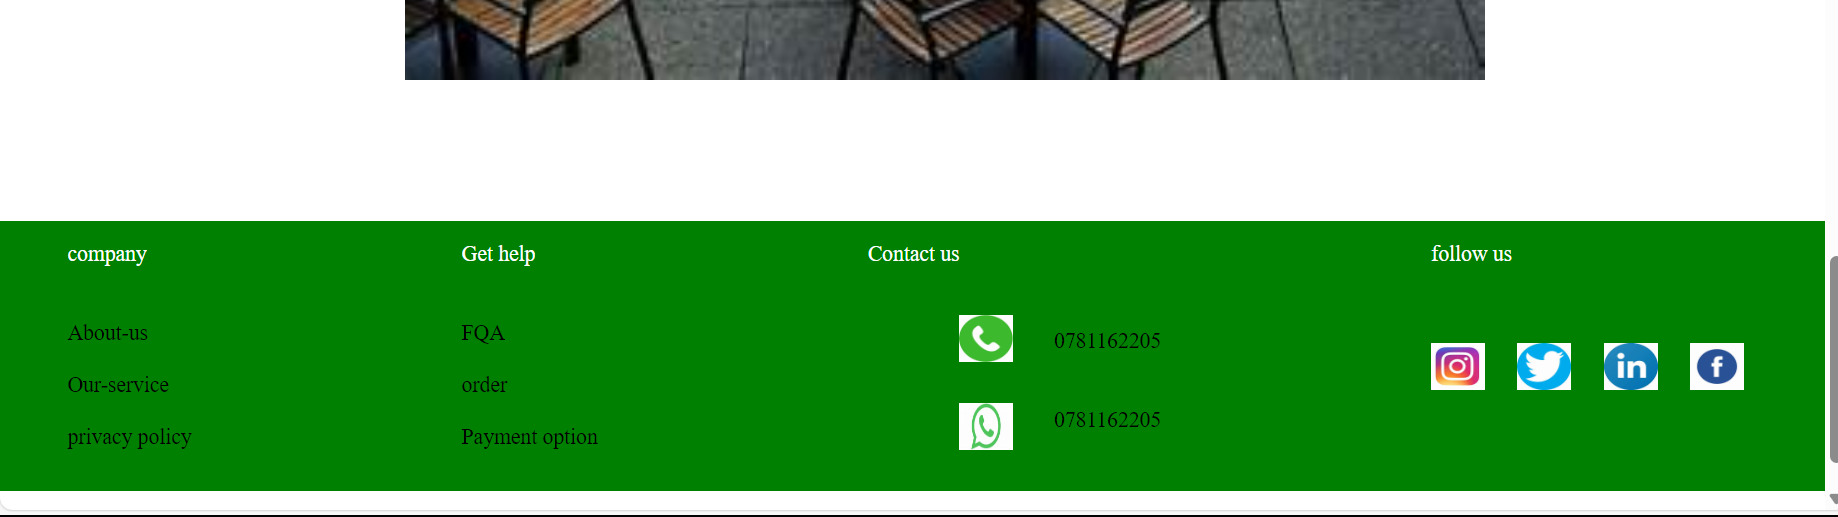 company
About-us
Our-service
privacy policy
Get help
FQA
order
Payment option
Contact us
0781162205
0781162205
follow us
in
f